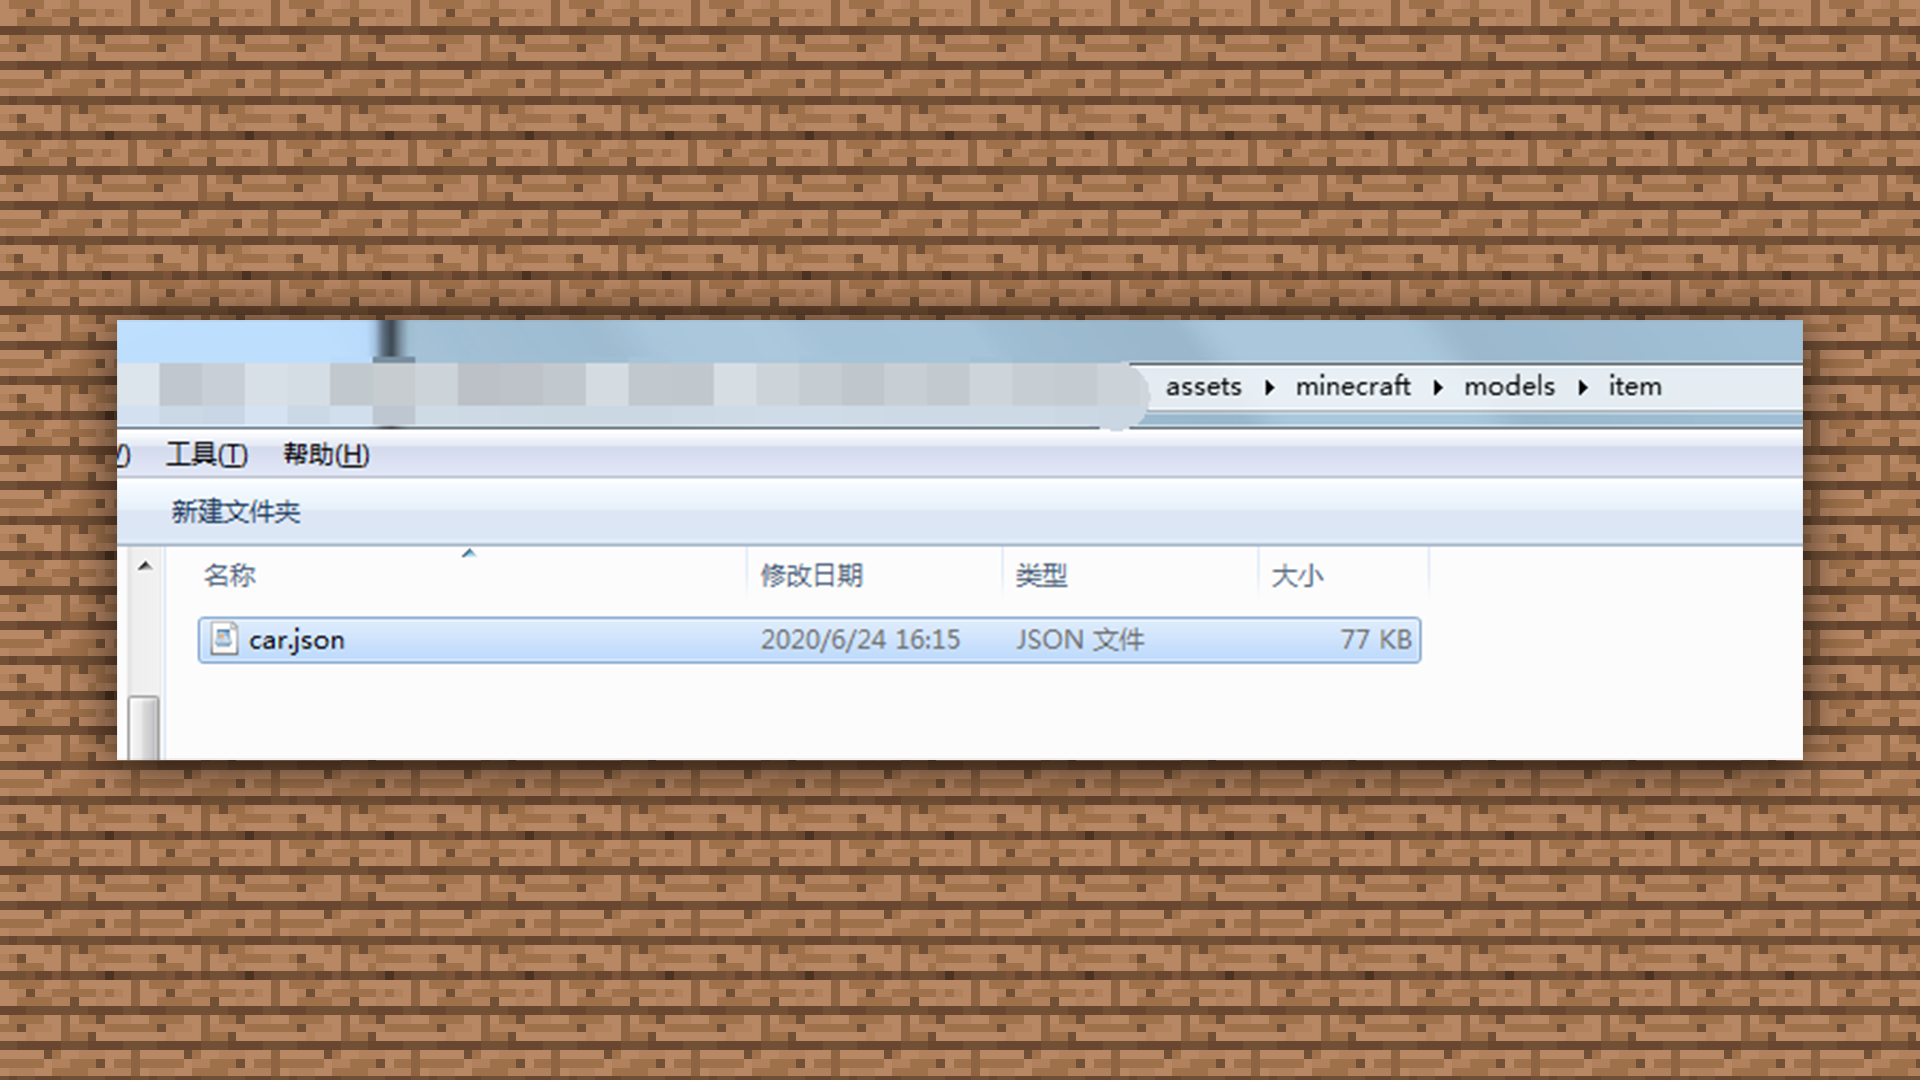 assets ▸ minecraft ▸ models ▸ item
工具(T) 帮助(H)
新建文件夹
名称 修改日期 类型 大小
car.json 2020/6/24 16:15 JSON 文件 77 KB